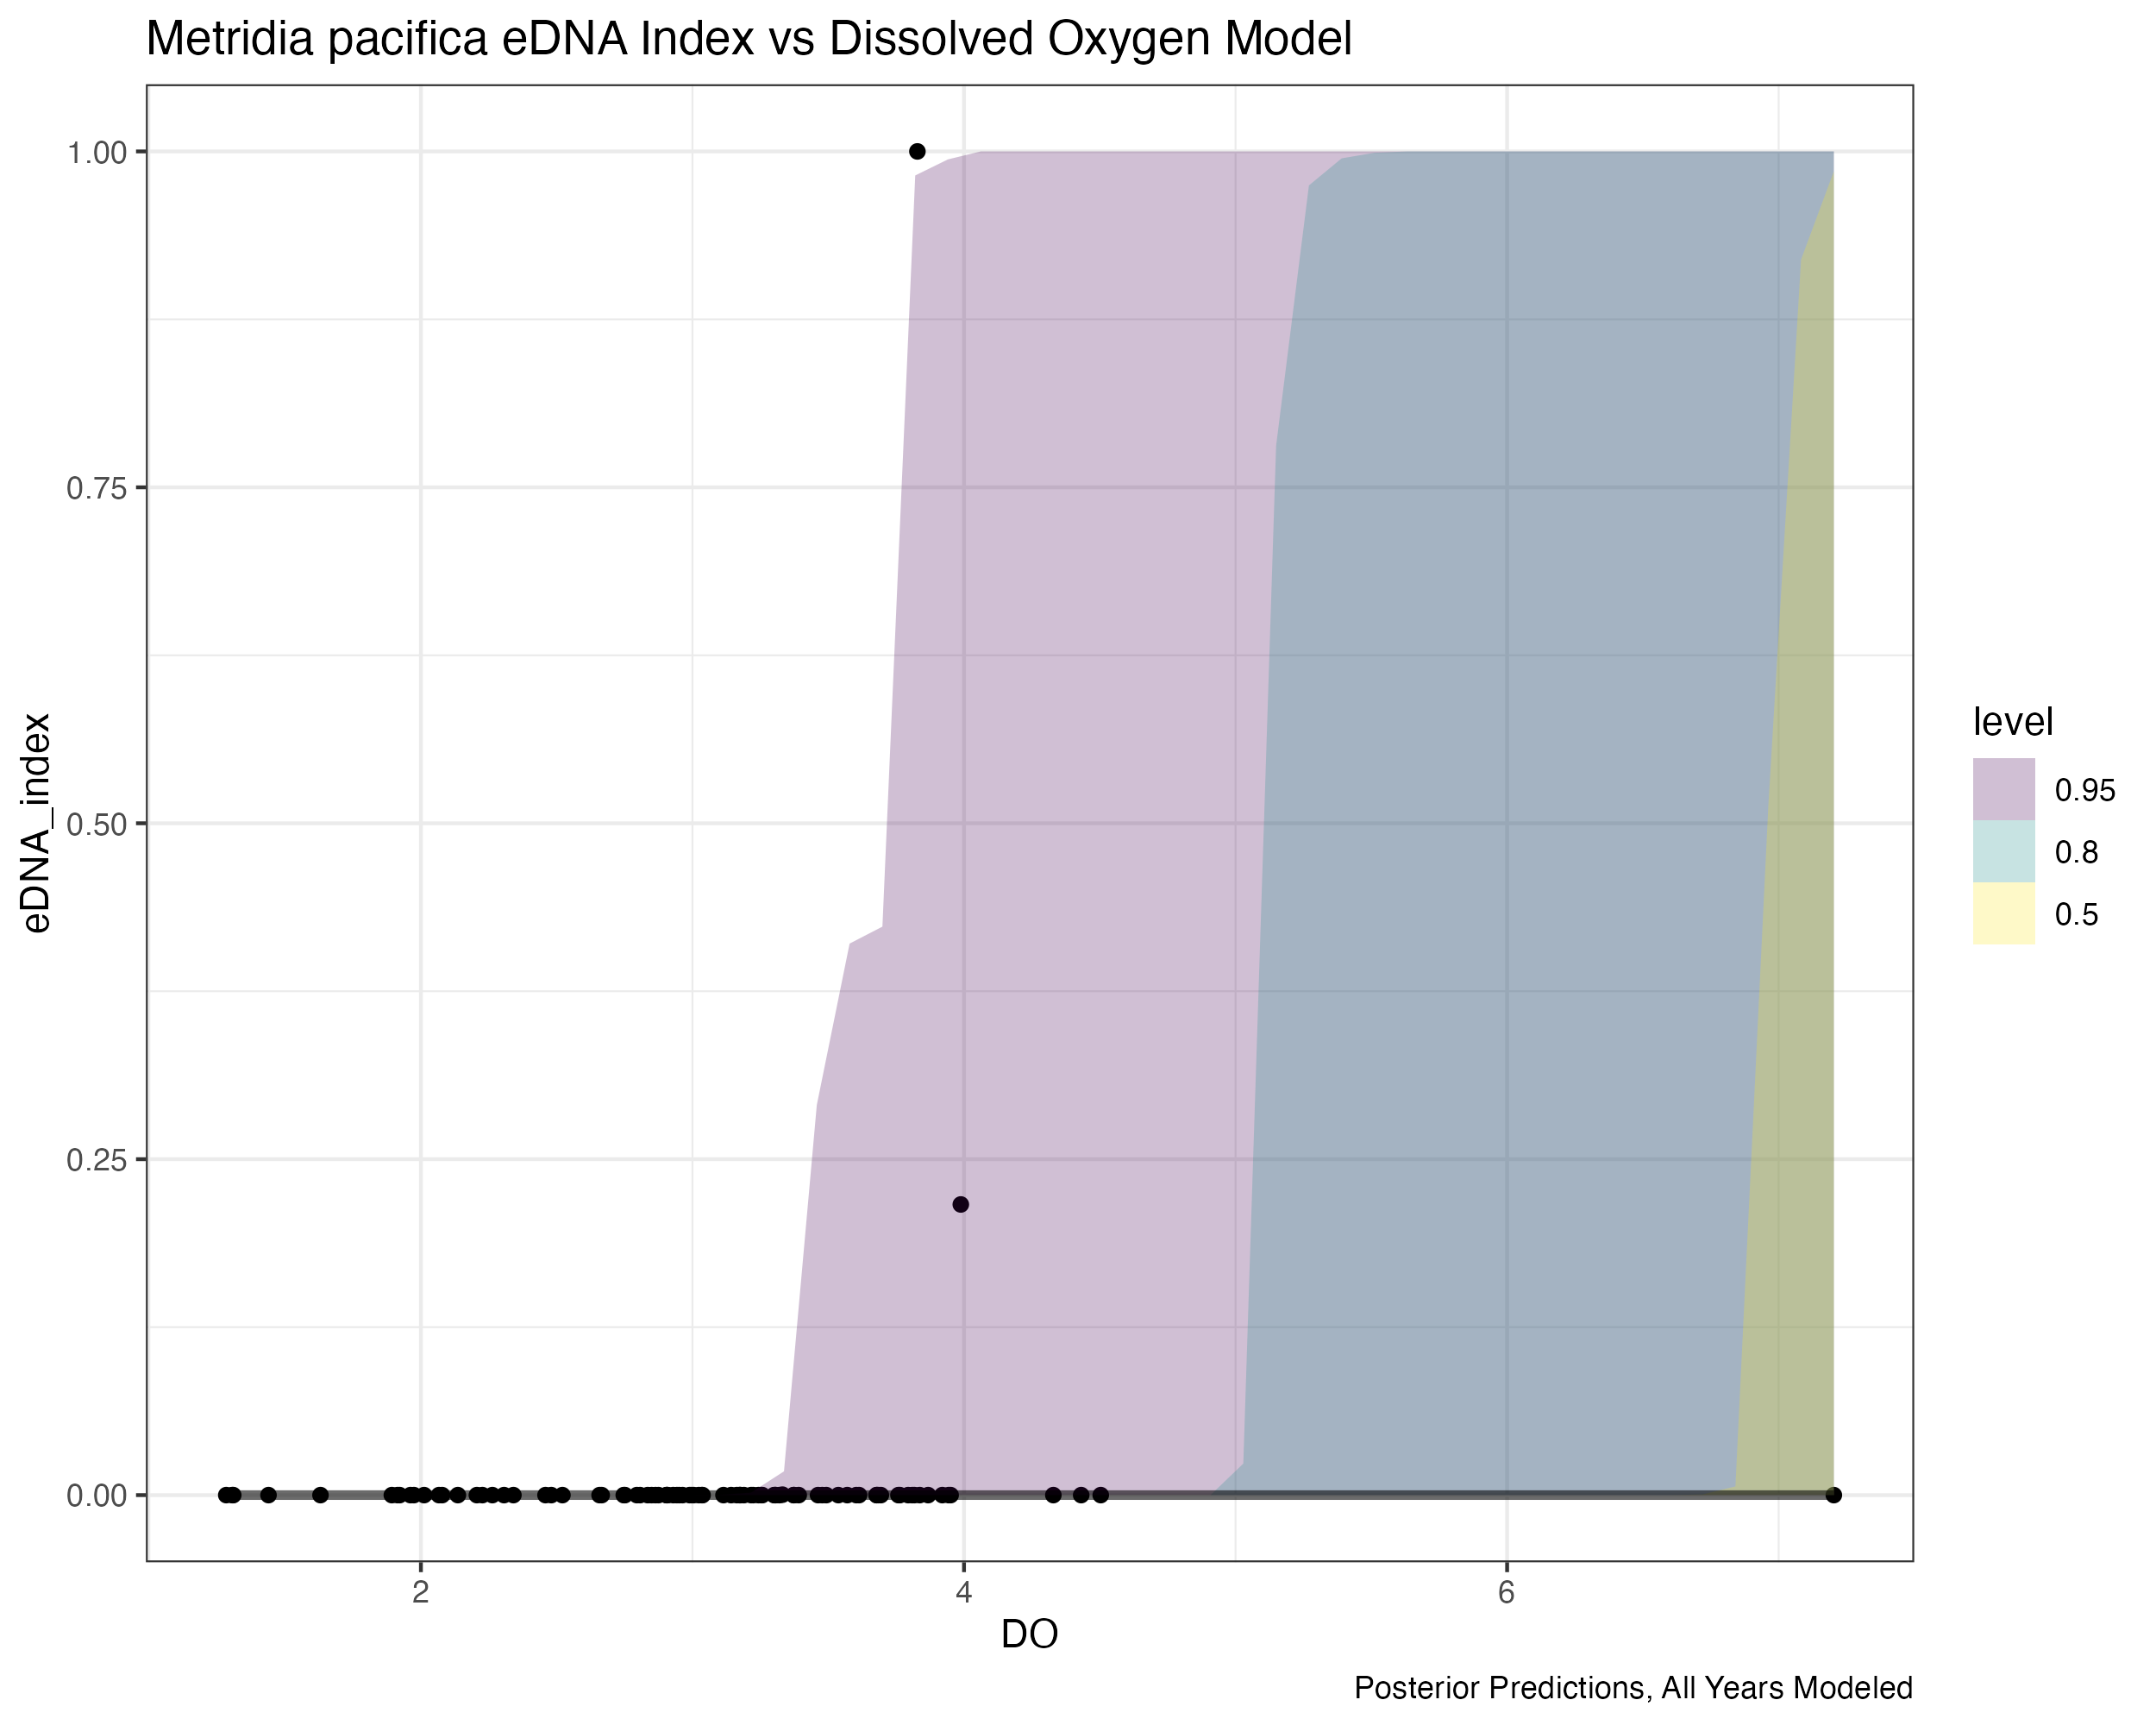 Metridia pacifica eDNA Index vs Dissolved Oxygen Model
1.00
0.75
0.50
0.25
0.00
eDNA_index
2 4 6
DO
level
0.95
0.8
0.5
Posterior Predictions, All Years Modeled